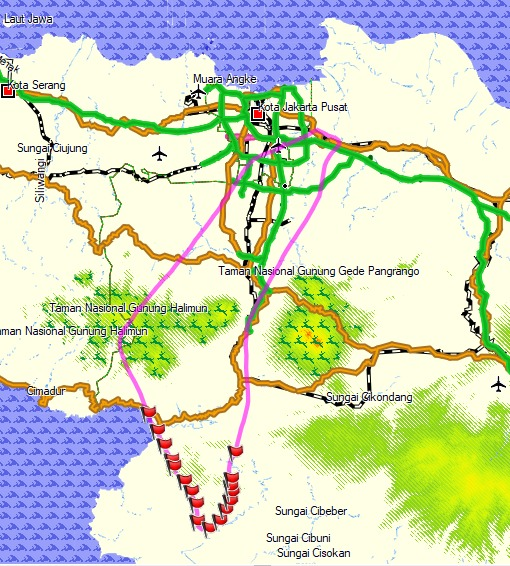 Laut Jawa
Merak
Kota Serang
Muara Angke
Kota Jakarta Pusat
Sungai Ciujung
Siliwangi
Taman Nasional Gunung Gede Pangrango
Taman Nasional Gunung Halimun
aman Nasional Gunung Halimun
Cimadur
Sungai Cikondang
Sungai Cibeber
Sungai Cibuni
Sungai Cisokan